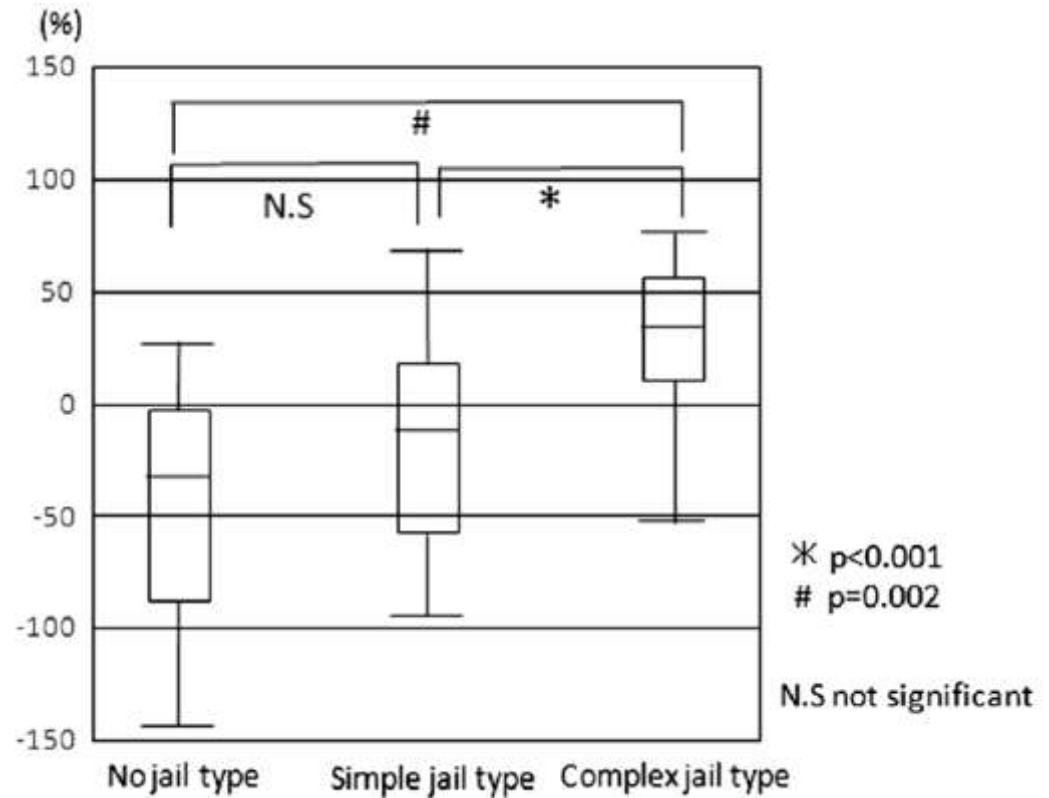 (%)
150
#
100
N.S
*
50
0
-50
* p<0.001
# p=0.002
-100
N.S not significant
-150
No jail type Simple jail type Complex jail type